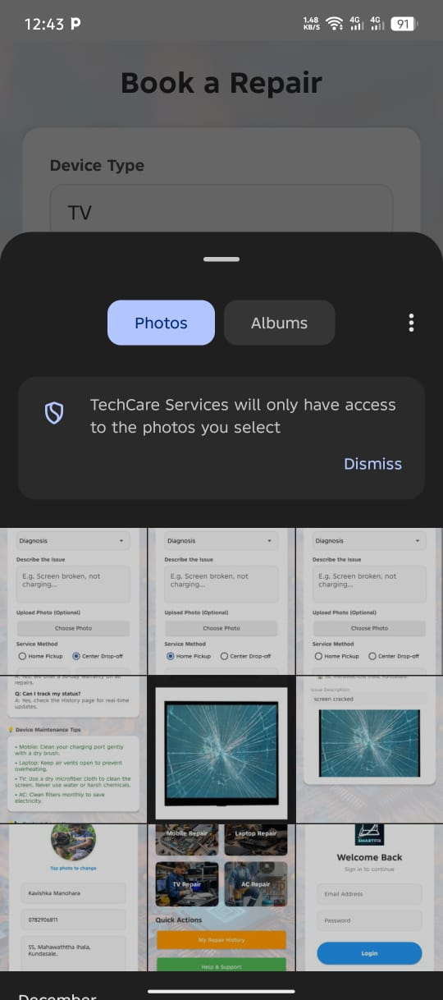 12:43 P
1.48 KB/S 4G 4G 91
Book a Repair
Device Type
TV
Photos
Albums
TechCare Services will only have access
to the photos you select
Dismiss
Diagnosis
Describe the Issue
E.g. Screen broken, not
charging...
Upload Photo (Optional)
Choose Photo
Service Method
Home Pickup Center Drop-off
Diagnosis
Describe the Issue
E.g. Screen broken, not
charging...
Upload Photo (Optional)
Choose Photo
Service Method
Home Pickup Center Drop-off
Diagnosis
Describe the Issue
E.g. Screen broken, not
charging...
Upload Photo (Optional)
Choose Photo
Service Method
Home Pickup Center Drop-off
repairs.
Q: Can I track my status?
A: Yes, check the History page for real-time
updates.
Device Maintenance Tips
• Mobile: Clean your charging port gently
with a dry brush.
• Laptop: Keep air vents open to prevent
overheating.
• TV: Use a dry microfiber cloth to clean the
screen. Never use water or harsh chemicals.
• AC: Clean filters monthly to save
electricity.
Issue Description:
screen cracked
Tap photo to change
Kavishka Manohara
0782906811
55, Mahawaththa Ihala,
Kundasale.
Mobile Repair
Laptop Repair
TV Repair
AC Repair
Quick Actions
My Repair History
Help & Support
SMARTFIX
Welcome Back
Sign in to continue
Email Address
Password
Login
December